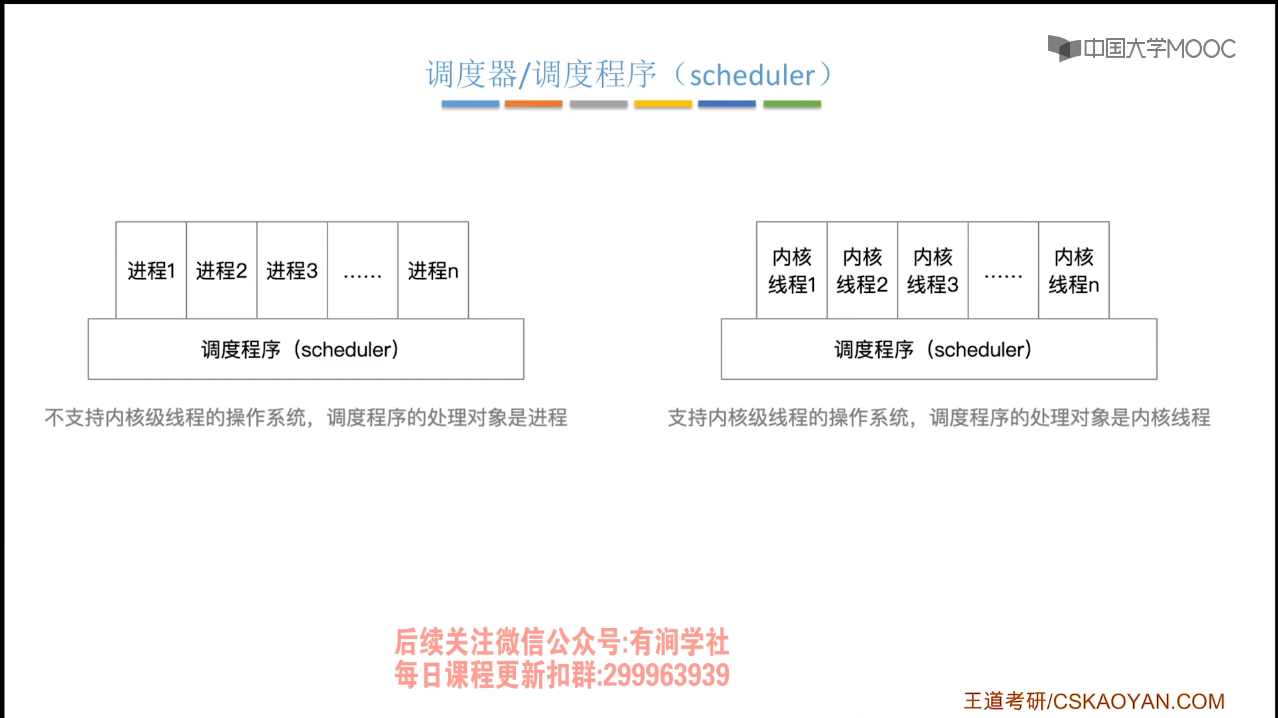 中国大学MOOC
调度器/调度程序（scheduler）
进程1 进程2 进程3 …… 进程n
调度程序（scheduler）
不支持内核级线程的操作系统，调度程序的处理对象是进程
内核线程1 内核线程2 内核线程3 …… 内核线程n
调度程序（scheduler）
支持内核级线程的操作系统，调度程序的处理对象是内核线程
后续关注微信公众号:有涧学社
每日课程更新扣群:299963939
王道考研/CSKAOYAN.COM